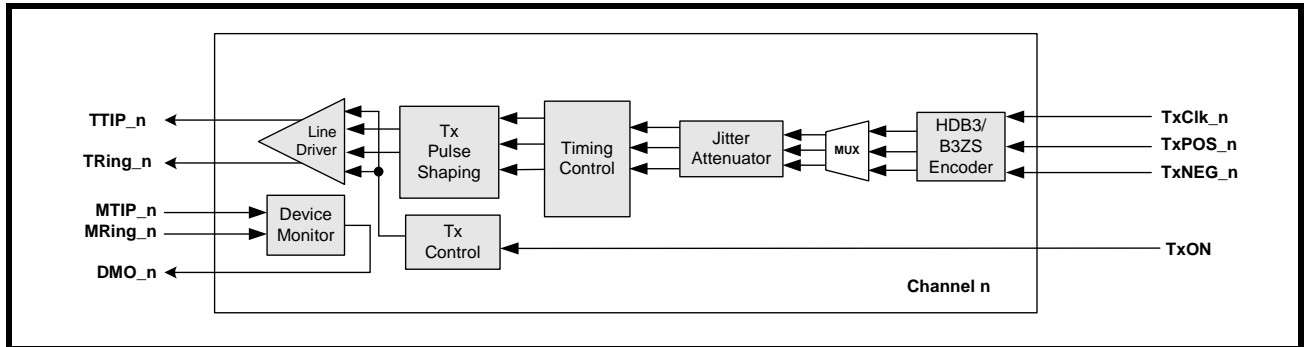 TTIP_n
TRing_n
MTIP_n
MRing_n
DMO_n
Line
Driver
Device
Monitor
Tx
Pulse
Shaping
Tx
Control
Timing
Control
Jitter
Attenuator
MUX
HDB3/
B3ZS
Encoder
TxClk_n
TxPOS_n
TxNEG_n
TxON
Channel n